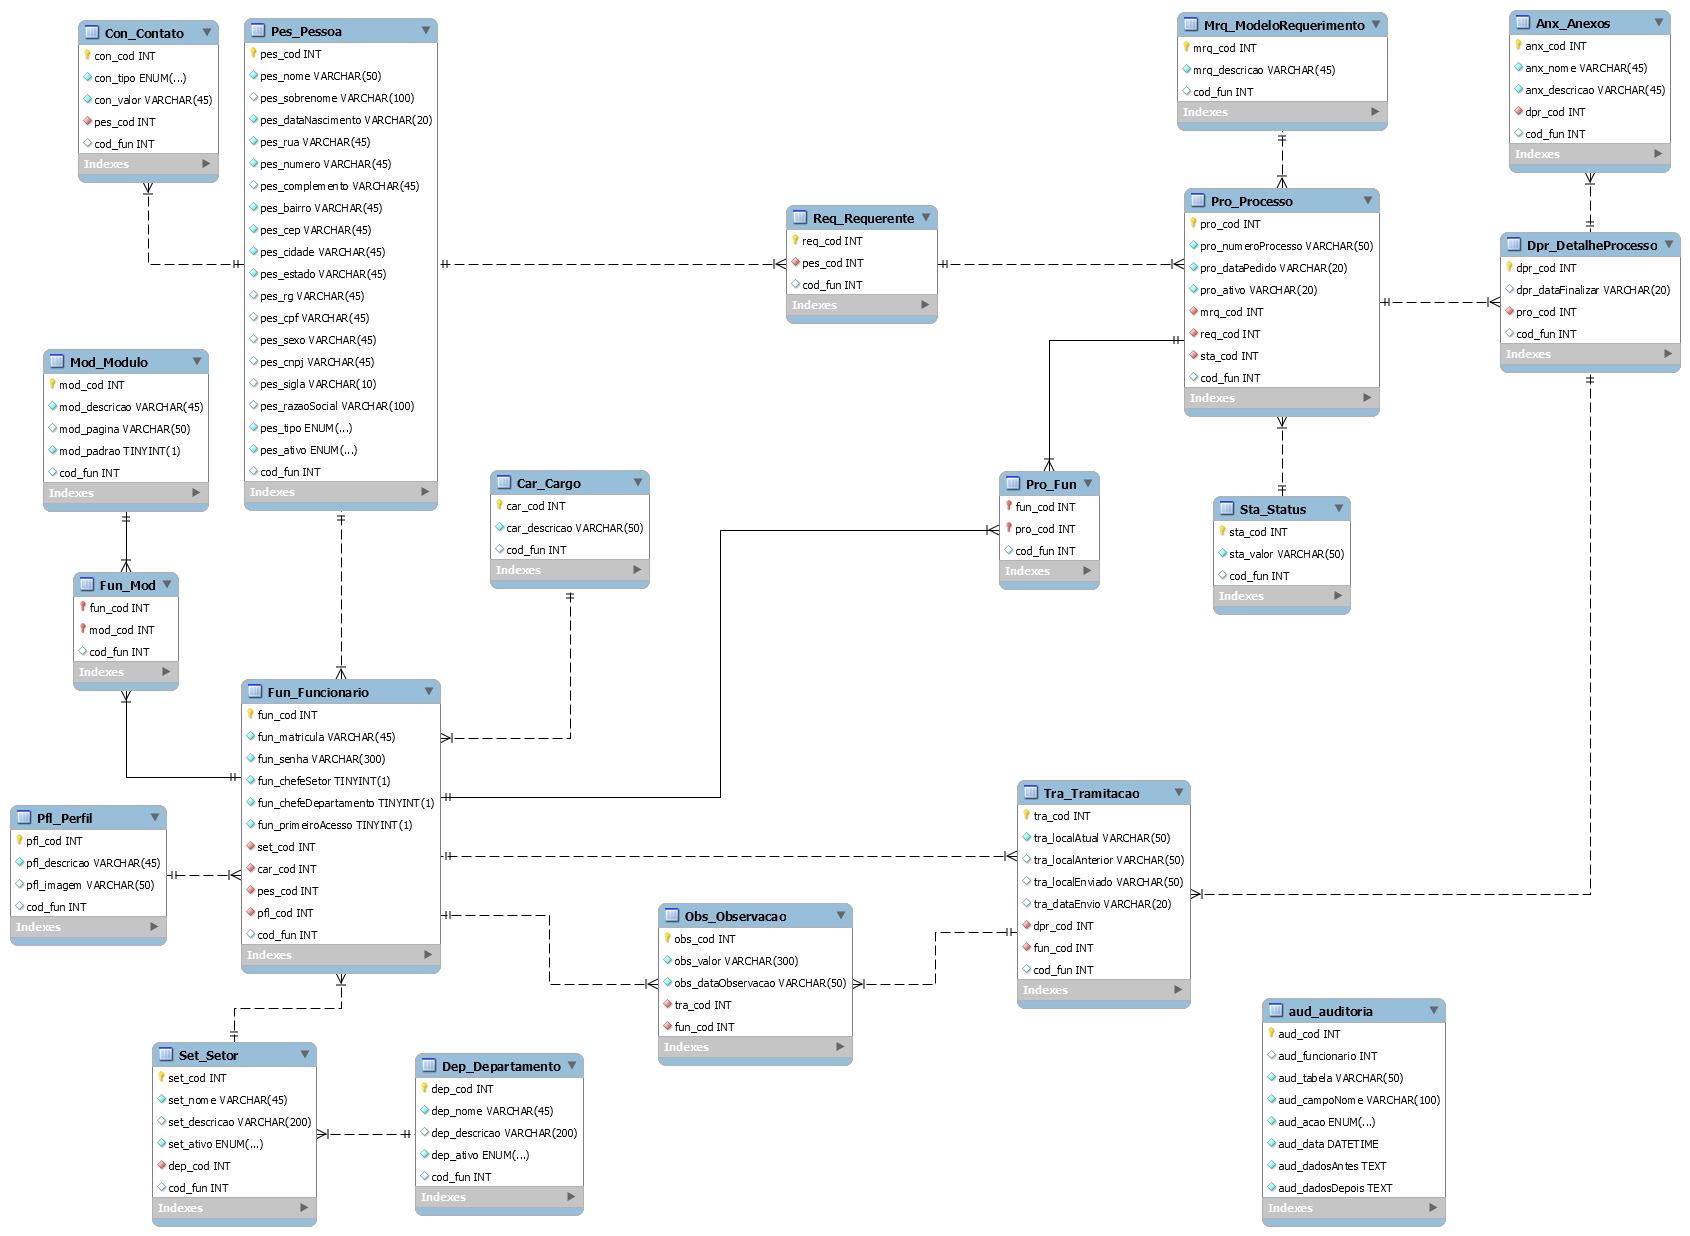 Con_Contato
con_cod INT
con_tipo ENUM(...)
con_valor VARCHAR(45)
pes_cod INT
cod_fun INT
Indexes
Pes_Pessoa
pes_cod INT
pes_nome VARCHAR(50)
pes_sobrenome VARCHAR(100)
pes_dataNascimento VARCHAR(20)
pes_rua VARCHAR(45)
pes_numero VARCHAR(45)
pes_complemento VARCHAR(45)
pes_bairro VARCHAR(45)
pes_cep VARCHAR(45)
pes_cidade VARCHAR(45)
pes_estado VARCHAR(45)
pes_rg VARCHAR(45)
pes_cpf VARCHAR(45)
pes_sexo VARCHAR(45)
pes_cnpj VARCHAR(45)
pes_sigla VARCHAR(10)
pes_razaoSocial VARCHAR(100)
pes_tipo ENUM(...)
pes_ativo ENUM(...)
cod_fun INT
Indexes
Mrq_ModeloRequerimento
mrq_cod INT
mrq_descricao VARCHAR(45)
cod_fun INT
Indexes
Anx_Anexos
anx_cod INT
anx_nome VARCHAR(45)
anx_descricao VARCHAR(45)
dpr_cod INT
cod_fun INT
Indexes
Req_Requerente
req_cod INT
pes_cod INT
cod_fun INT
Indexes
Pro_Processo
pro_cod INT
pro_numeroProcesso VARCHAR(50)
pro_dataPedido VARCHAR(20)
pro_ativo VARCHAR(20)
mrq_cod INT
req_cod INT
sta_cod INT
cod_fun INT
Indexes
Dpr_DetalheProcesso
dpr_cod INT
dpr_dataFinalizar VARCHAR(20)
pro_cod INT
cod_fun INT
Indexes
Mod_Modulo
mod_cod INT
mod_descricao VARCHAR(45)
mod_pagina VARCHAR(50)
mod_padrao TINYINT(1)
cod_fun INT
Indexes
Car_Cargo
car_cod INT
car_descricao VARCHAR(50)
cod_fun INT
Indexes
Pro_Fun
fun_cod INT
pro_cod INT
cod_fun INT
Indexes
Sta_Status
sta_cod INT
sta_valor VARCHAR(50)
cod_fun INT
Indexes
Fun_Mod
fun_cod INT
mod_cod INT
cod_fun INT
Indexes
Fun_Funcionario
fun_cod INT
fun_matricula VARCHAR(45)
fun_senha VARCHAR(300)
fun_chefeSetor TINYINT(1)
fun_chefeDepartamento TINYINT(1)
fun_primeiroAcesso TINYINT(1)
set_cod INT
car_cod INT
pes_cod INT
pfl_cod INT
cod_fun INT
Indexes
Pfl_Perfil
pfl_cod INT
pfl_descricao VARCHAR(45)
pfl_imagem VARCHAR(50)
cod_fun INT
Indexes
Tra_Tramitacao
tra_cod INT
tra_localAtual VARCHAR(50)
tra_localAnterior VARCHAR(50)
tra_localEnviado VARCHAR(50)
tra_dataEnvio VARCHAR(20)
dpr_cod INT
fun_cod INT
cod_fun INT
Indexes
Obs_Observacao
obs_cod INT
obs_valor VARCHAR(300)
obs_dataObservacao VARCHAR(50)
tra_cod INT
fun_cod INT
Indexes
aud_auditoria
aud_cod INT
aud_funcionario INT
aud_tabela VARCHAR(50)
aud_campoNome VARCHAR(100)
aud_acao ENUM(...)
aud_data DATETIME
aud_dadosAntes TEXT
aud_dadosDepois TEXT
Indexes
Set_Setor
set_cod INT
set_nome VARCHAR(45)
set_descricao VARCHAR(200)
set_ativo ENUM(...)
dep_cod INT
cod_fun INT
Indexes
Dep_Departamento
dep_cod INT
dep_nome VARCHAR(45)
dep_descricao VARCHAR(200)
dep_ativo ENUM(...)
cod_fun INT
Indexes